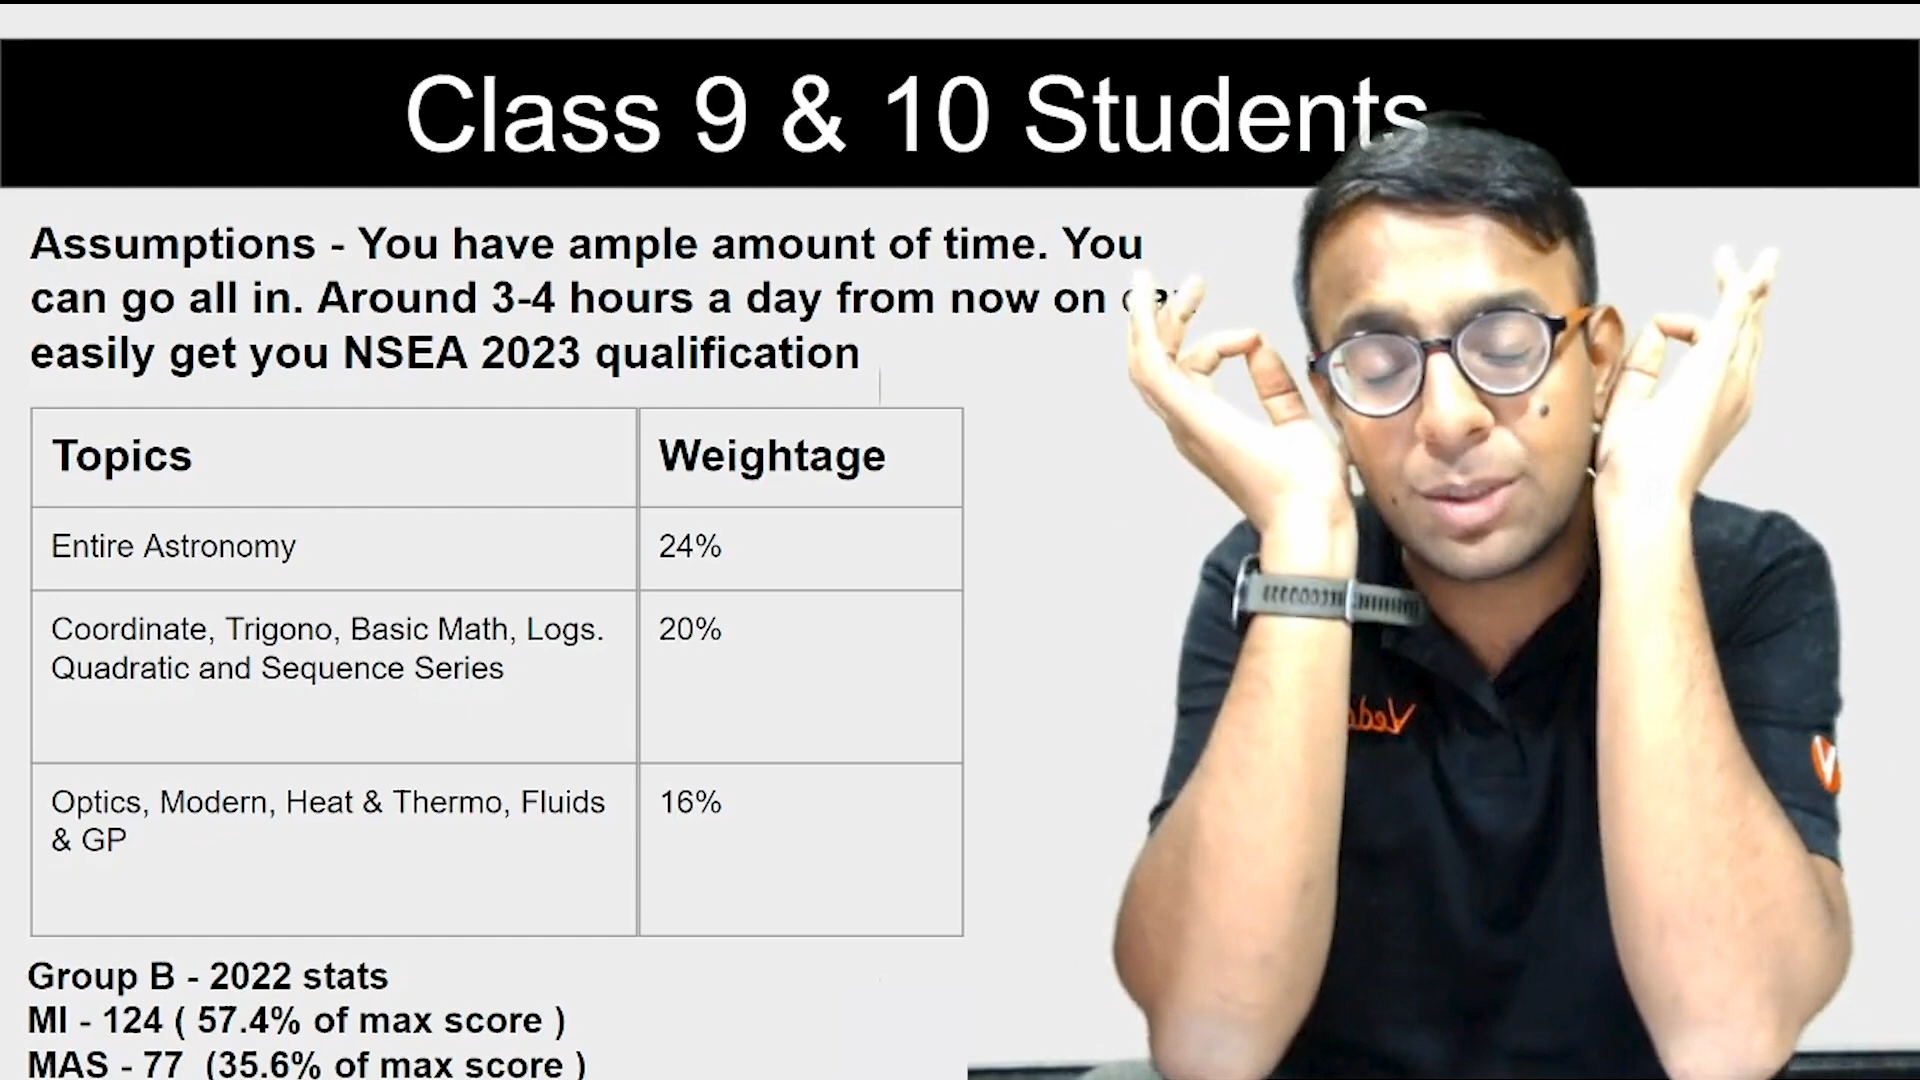 Class 9 & 10 Students
Assumptions - You have ample amount of time. You
can go all in. Around 3-4 hours a day from now on
easily get you NSEA 2023 qualification
Topics Weightage
Entire Astronomy 24%
Coordinate, Trigono, Basic Math, Logs. 20%
Quadratic and Sequence Series
Optics, Modern, Heat & Thermo, Fluids 16%
& GP
Group B - 2022 stats
MI - 124 ( 57.4% of max score )
MAS - 77 (35.6% of max score )